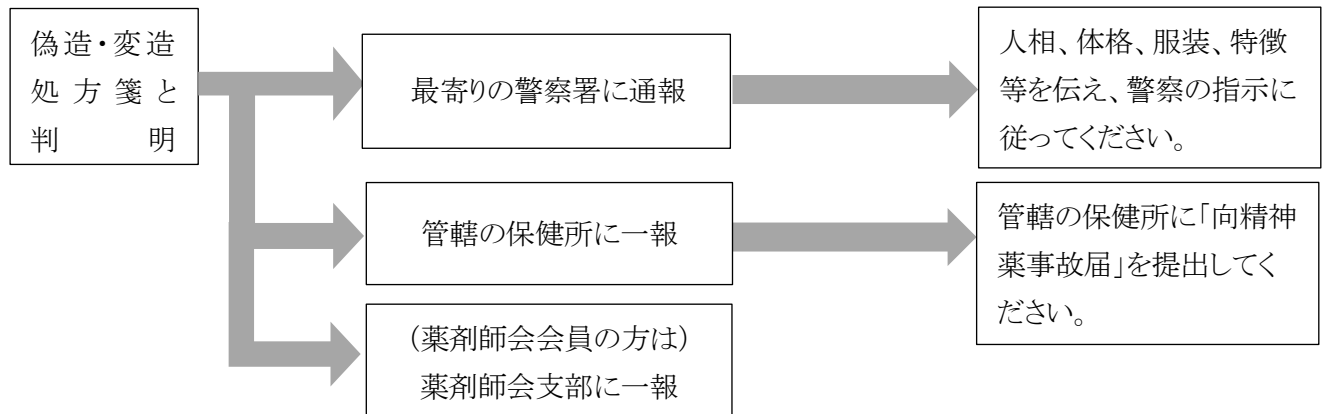 偽造・変造
処方箋と
判明
最寄りの警察署に通報
人相、体格、服装、特徴
等を伝え、警察の指示に
従ってください。
管轄の保健所に一報
管轄の保健所に「向精神
薬事故届」を提出してく
ださい。
(薬剤師会会員の方は)
薬剤師会支部に一報